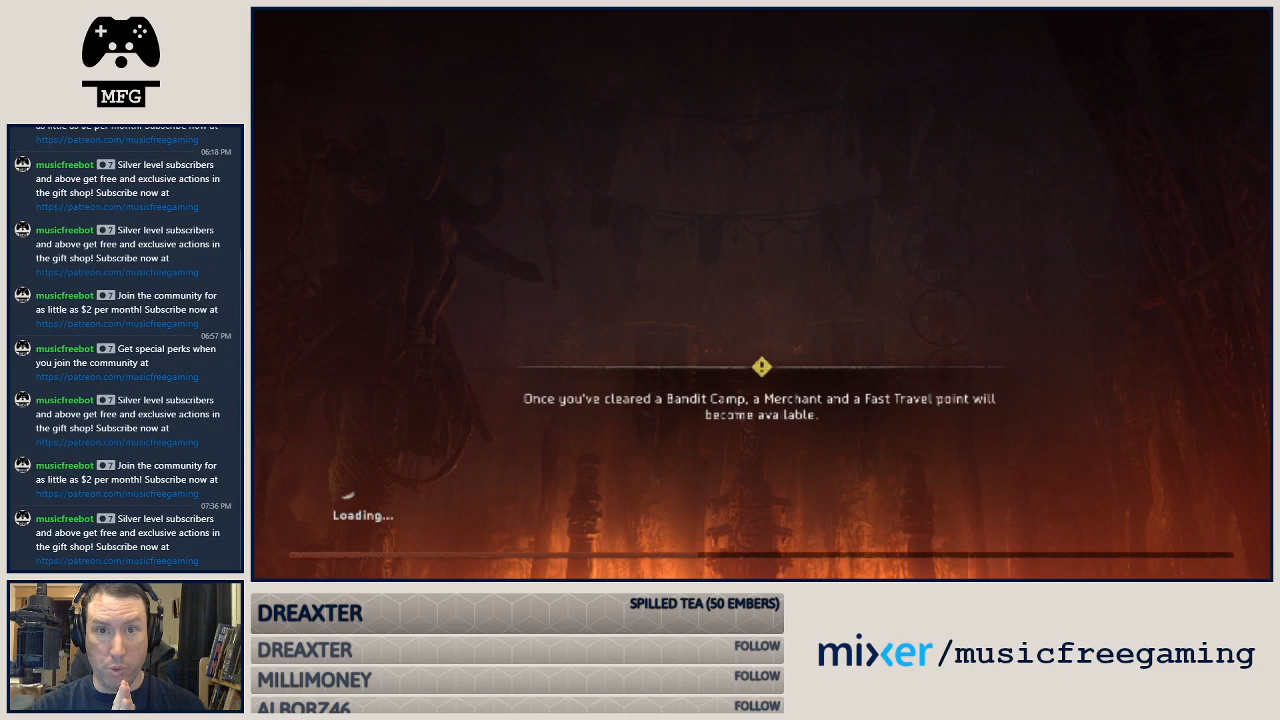 MFG
as little as $2 per month! Subscribe now at
https://patreon.com/musicfreegaming
06:18 PM
musicfreebot 7 Silver level subscribers
and above get free and exclusive actions in
the gift shop! Subscribe now at
https://patreon.com/musicfreegaming
musicfreebot 7 Silver level subscribers
and above get free and exclusive actions in
the gift shop! Subscribe now at
https://patreon.com/musicfreegaming
musicfreebot 7 Join the community for
as little as $2 per month! Subscribe now at
https://patreon.com/musicfreegaming
06:57 PM
musicfreebot 7 Get special perks when
you join the community at
https://patreon.com/musicfreegaming
musicfreebot 7 Silver level subscribers
and above get free and exclusive actions in
the gift shop! Subscribe now at
https://patreon.com/musicfreegaming
musicfreebot 7 Join the community for
as little as $2 per month! Subscribe now at
https://patreon.com/musicfreegaming
07:36 PM
musicfreebot 7 Silver level subscribers
and above get free and exclusive actions in
the gift shop! Subscribe now at
https://patreon.com/musicfreegaming
Once you've cleared a Bandit Camp, a Merchant and a Fast Travel point will
become available.
Loading...
DREAXTER SPILLED TEA (50 EMBERS)
DREAXTER FOLLOW
MILLIMONEY FOLLOW
ALBORZ46 FOLLOW
mixer/musicfreegaming